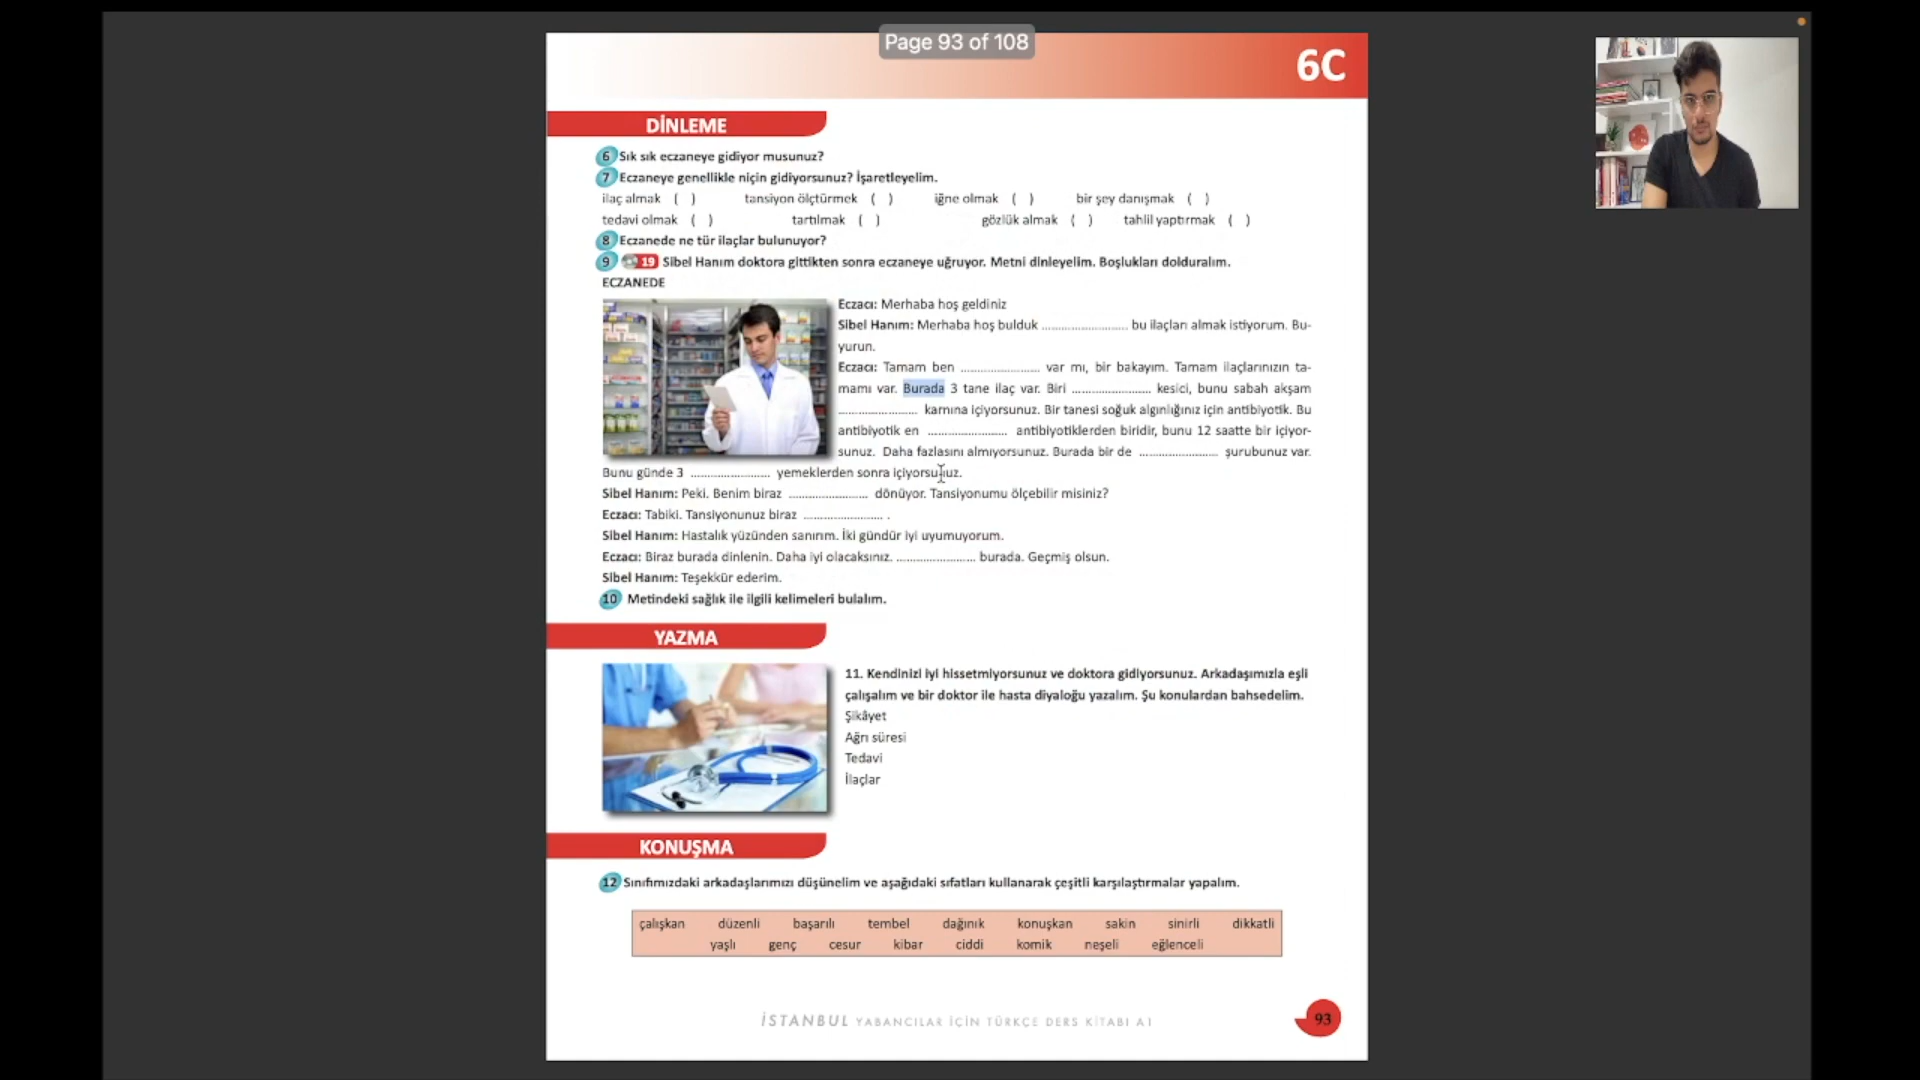 Page 93 of 108
6C
DİNLEME
6 Sık sık eczaneye gidiyor musunuz?
7 Eczaneye genellikle niçin gidiyorsunuz? İşaretleyelim.
ilaç almak ( ) tansiyon ölçtürmek ( ) iğne olmak ( ) bir şey danışmak ( )
tedavi olmak ( ) tartılmak ( ) gözlük almak ( ) tahlil yaptırmak ( )
8 Eczanede ne tür ilaçlar bulunuyor?
9 19 Sibel Hanım doktora gittikten sonra eczaneye uğruyor. Metni dinleyelim. Boşlukları dolduralım.
ECZANEDE
Eczacı: Merhaba hoş geldiniz
Sibel Hanım: Merhaba hoş bulduk ........................... bu ilaçları almak istiyorum. Bu-
yurun.
Eczacı: Tamam ben ......................... var mı, bir bakayım. Tamam ilaçlarınızın ta-
mamı var. Burada 3 tane ilaç var. Biri ......................... kesici, bunu sabah akşam
......................... karnına içiyorsunuz. Bir tanesi soğuk algınlığınız için antibiyotik. Bu
antibiyotik en ......................... antibiyotiklerden biridir, bunu 12 saatte bir içiyor-
sunuz. Daha fazlasını almıyorsunuz. Burada bir de ......................... şurubunuz var.
Bunu günde 3 ......................... yemeklerden sonra içiyorsunuz.
Sibel Hanım: Peki. Benim biraz ......................... dönüyor. Tansiyonumu ölçebilir misiniz?
Eczacı: Tabiki. Tansiyonunuz biraz ......................... .
Sibel Hanım: Hastalık yüzünden sanırım. İki gündür iyi uyumuyorum.
Eczacı: Biraz burada dinlenin. Daha iyi olacaksınız. ......................... burada. Geçmiş olsun.
Sibel Hanım: Teşekkür ederim.
10 Metindeki sağlık ile ilgili kelimeleri bulalım.
YAZMA
11. Kendinizi iyi hissetmiyorsunuz ve doktora gidiyorsunuz. Arkadaşımızla eşli
çalışalım ve bir doktor ile hasta diyaloğu yazalım. Şu konulardan bahsedelim.
Şikâyet
Ağrı süresi
Tedavi
İlaçlar
KONUŞMA
12 Sınıfımızdaki arkadaşlarımızı düşünelim ve aşağıdaki sıfatları kullanarak çeşitli karşılaştırmalar yapalım.
çalışkan düzenli başarılı tembel dağınık konuşkan sakin sinirli dikkatli
yaşlı genç cesur kibar ciddi komik neşeli eğlenceli
İSTANBUL YABANCILAR İÇİN TÜRKÇE DERS KİTABI A1
93